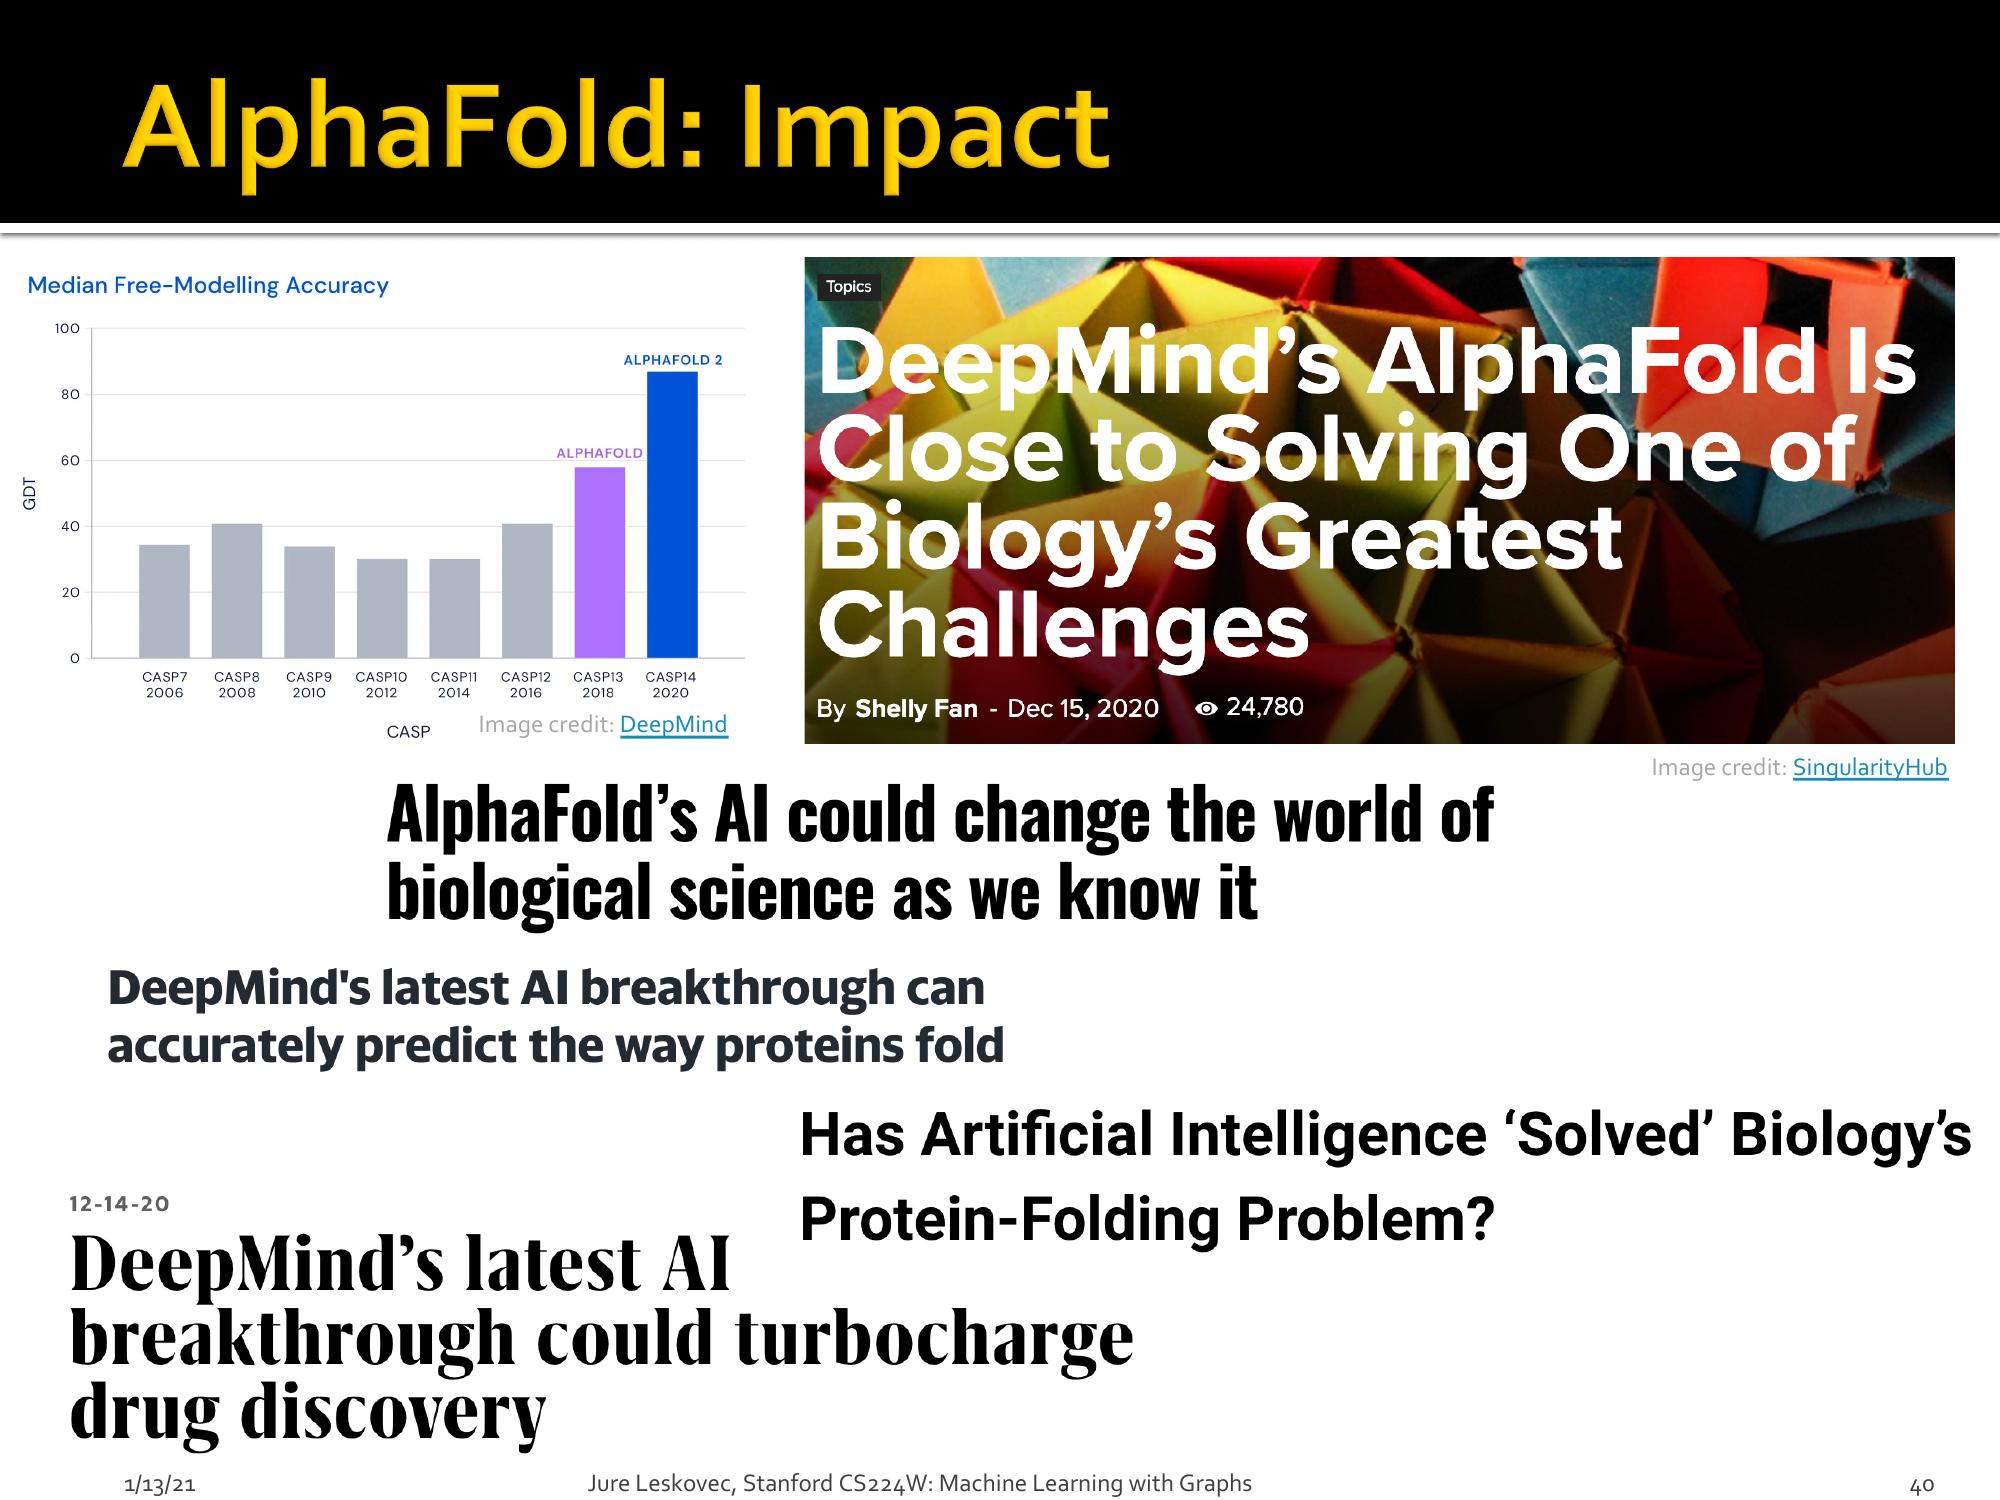 AlphaFold: Impact
Median Free-Modelling Accuracy
100
80
60
40
20
0
GDT
ALPHAFOLD 2
ALPHAFOLD
CASP7 CASP8 CASP9 CASP10 CASP11 CASP12 CASP13 CASP14
2006 2008 2010 2012 2014 2016 2018 2020
CASP
Image credit: DeepMind
Topics
DeepMind’s AlphaFold Is
Close to Solving One of
Biology’s Greatest
Challenges
By Shelly Fan - Dec 15, 2020 24,780
Image credit: SingularityHub
AlphaFold’s AI could change the world of
biological science as we know it
DeepMind's latest AI breakthrough can
accurately predict the way proteins fold
Has Artificial Intelligence ‘Solved’ Biology’s
Protein-Folding Problem?
12-14-20
DeepMind’s latest AI
breakthrough could turbocharge
drug discovery
1/13/21 Jure Leskovec, Stanford CS224W: Machine Learning with Graphs 40